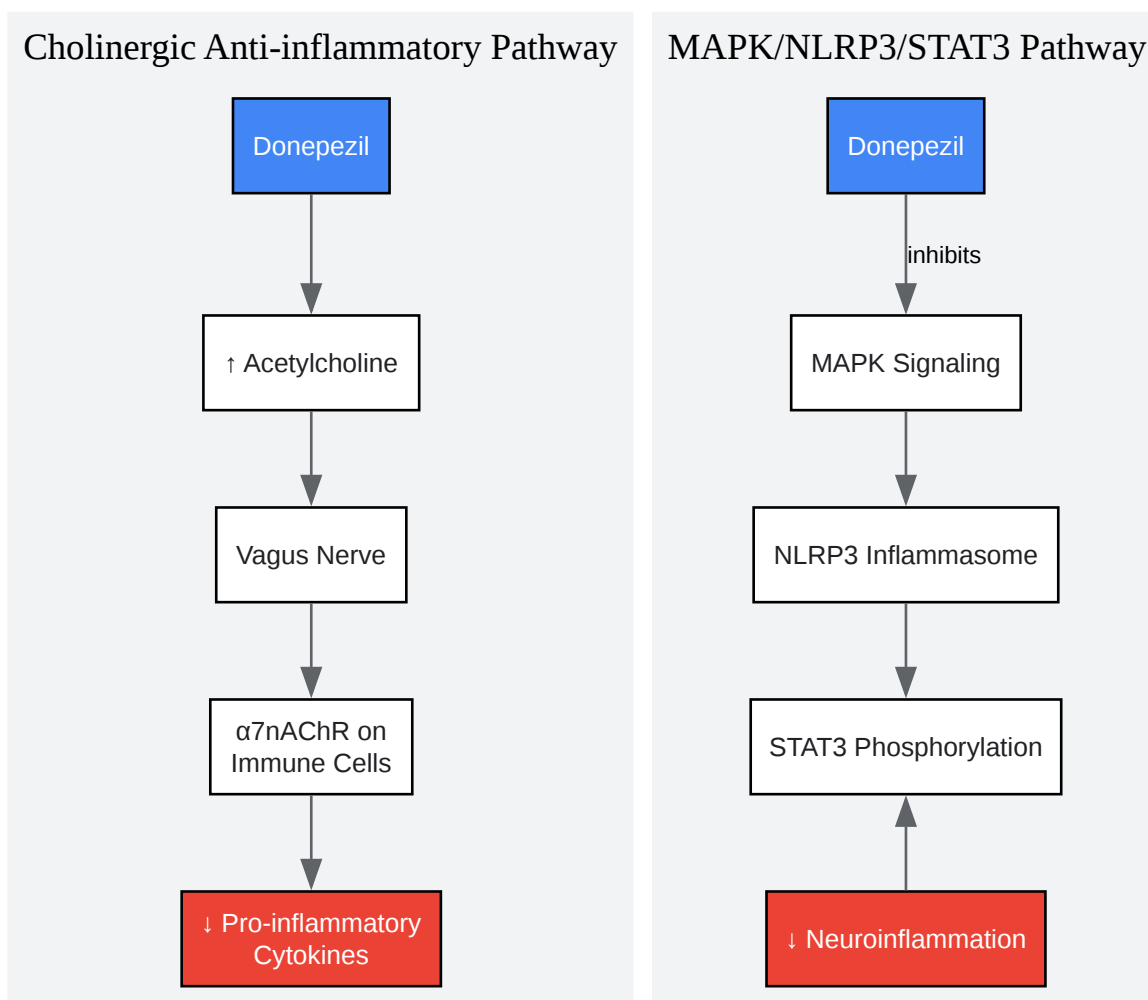 Cholinergic Anti-inflammatory Pathway
Donepezil
↑ Acetylcholine
Vagus Nerve
α7nAChR on
Immune Cells
↓ Pro-inflammatory
Cytokines
MAPK/NLRP3/STAT3 Pathway
Donepezil
inhibits
MAPK Signaling
NLRP3 Inflammasome
STAT3 Phosphorylation
↓ Neuroinflammation